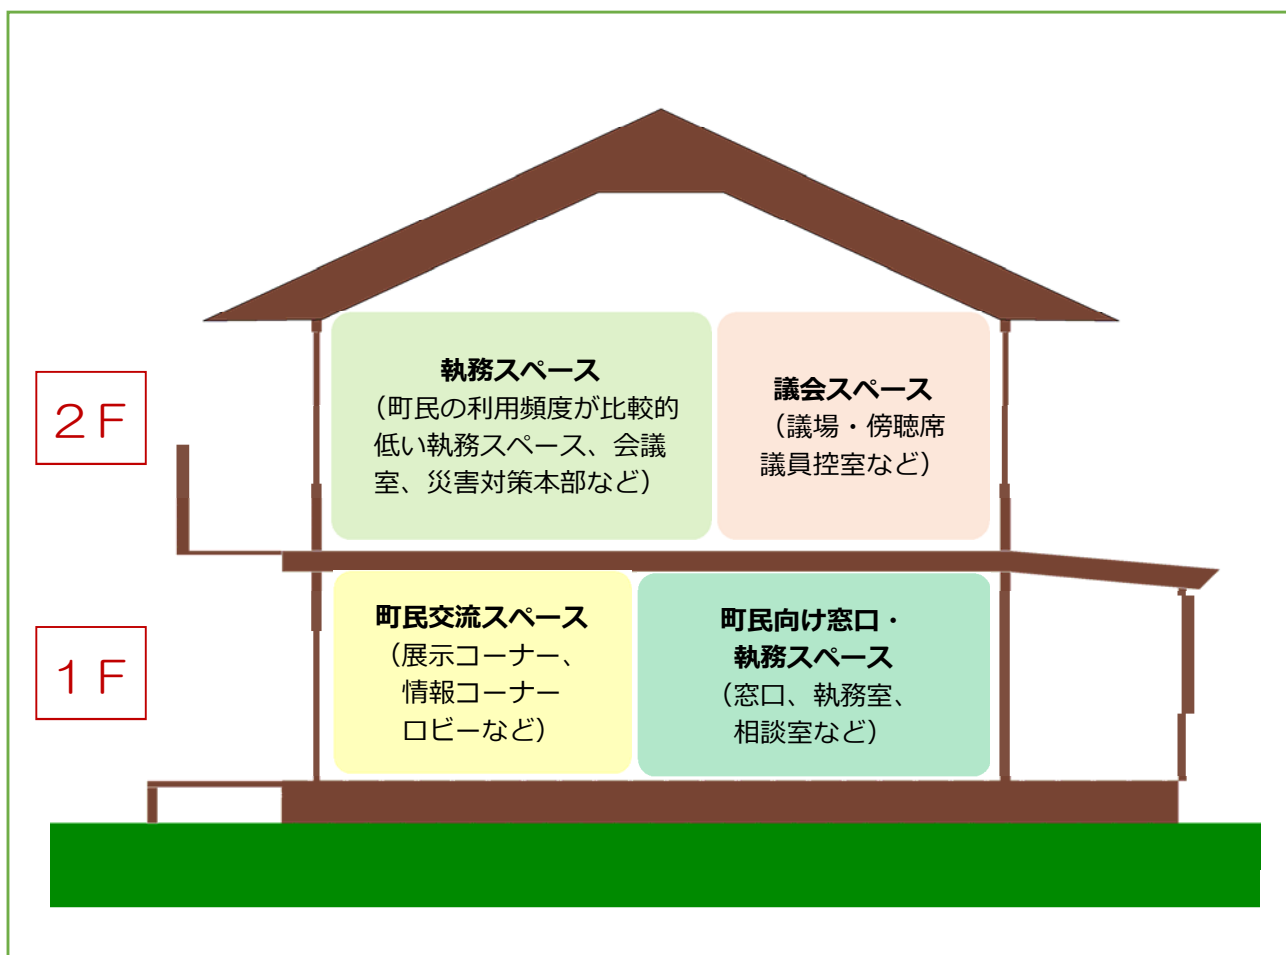 ２Ｆ
執務スペース
（町民の利用頻度が比較的
低い執務スペース、会議
室、災害対策本部など）
議会スペース
（議場・傍聴席
議員控室など）
１Ｆ
町民交流スペース
（展示コーナー、
情報コーナー
ロビーなど）
町民向け窓口・
執務スペース
（窓口、執務室、
相談室など）